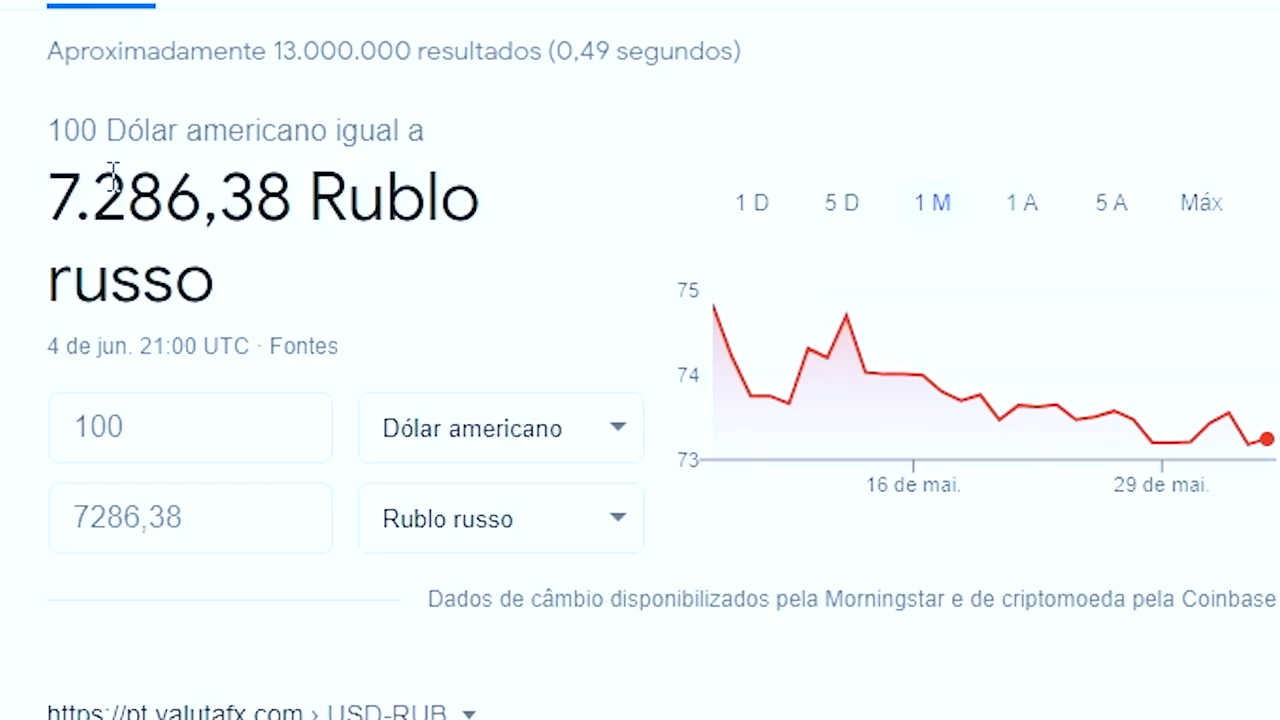 Aproximadamente 13.000.000 resultados (0,49 segundos)
100 Dólar americano igual a
7.286,38 Rublo
russo
4 de jun. 21:00 UTC · Fontes
100
Dólar americano
7286,38
Rublo russo
1 D 5 D 1 M 1 A 5 A Máx
75
74
73
16 de mai. 29 de mai.
Dados de câmbio disponibilizados pela Morningstar e de criptomoeda pela Coinbase
https://pt.valutafx.com › USD-RUB